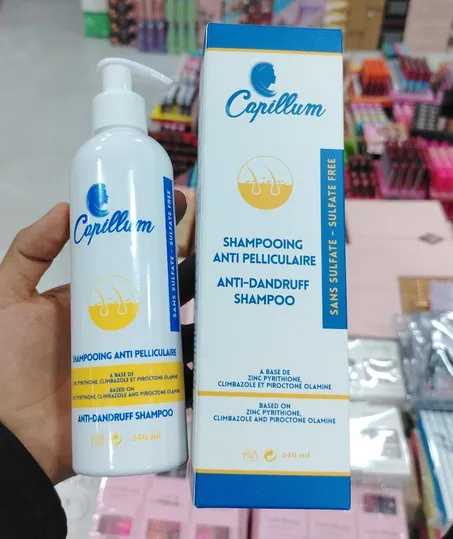 Capillum
SHAMPOOING ANTI PELLICULAIRE
A BASE DE
PYRITHIONE, CLIMBAZOLE ET PIROCTONE OLAMINE
BASED ON
PYRITHIONE, CLIMBAZOLE AND PIROCTONE OLAMINE
ANTI-DANDRUFF SHAMPOO
240 ml
SANS SULFATE - SULFATE FREE
Capillum
SHAMPOOING
ANTI PELLICULAIRE
ANTI-DANDRUFF
SHAMPOO
A BASE DE
ZINC PYRITHIONE,
CLIMBAZOLE ET PIROCTONE OLAMINE
BASED ON
ZINC PYRITHIONE,
CLIMBAZOLE AND PIROCTONE OLAMINE
240 ml
SANS SULFATE - SULFATE FREE